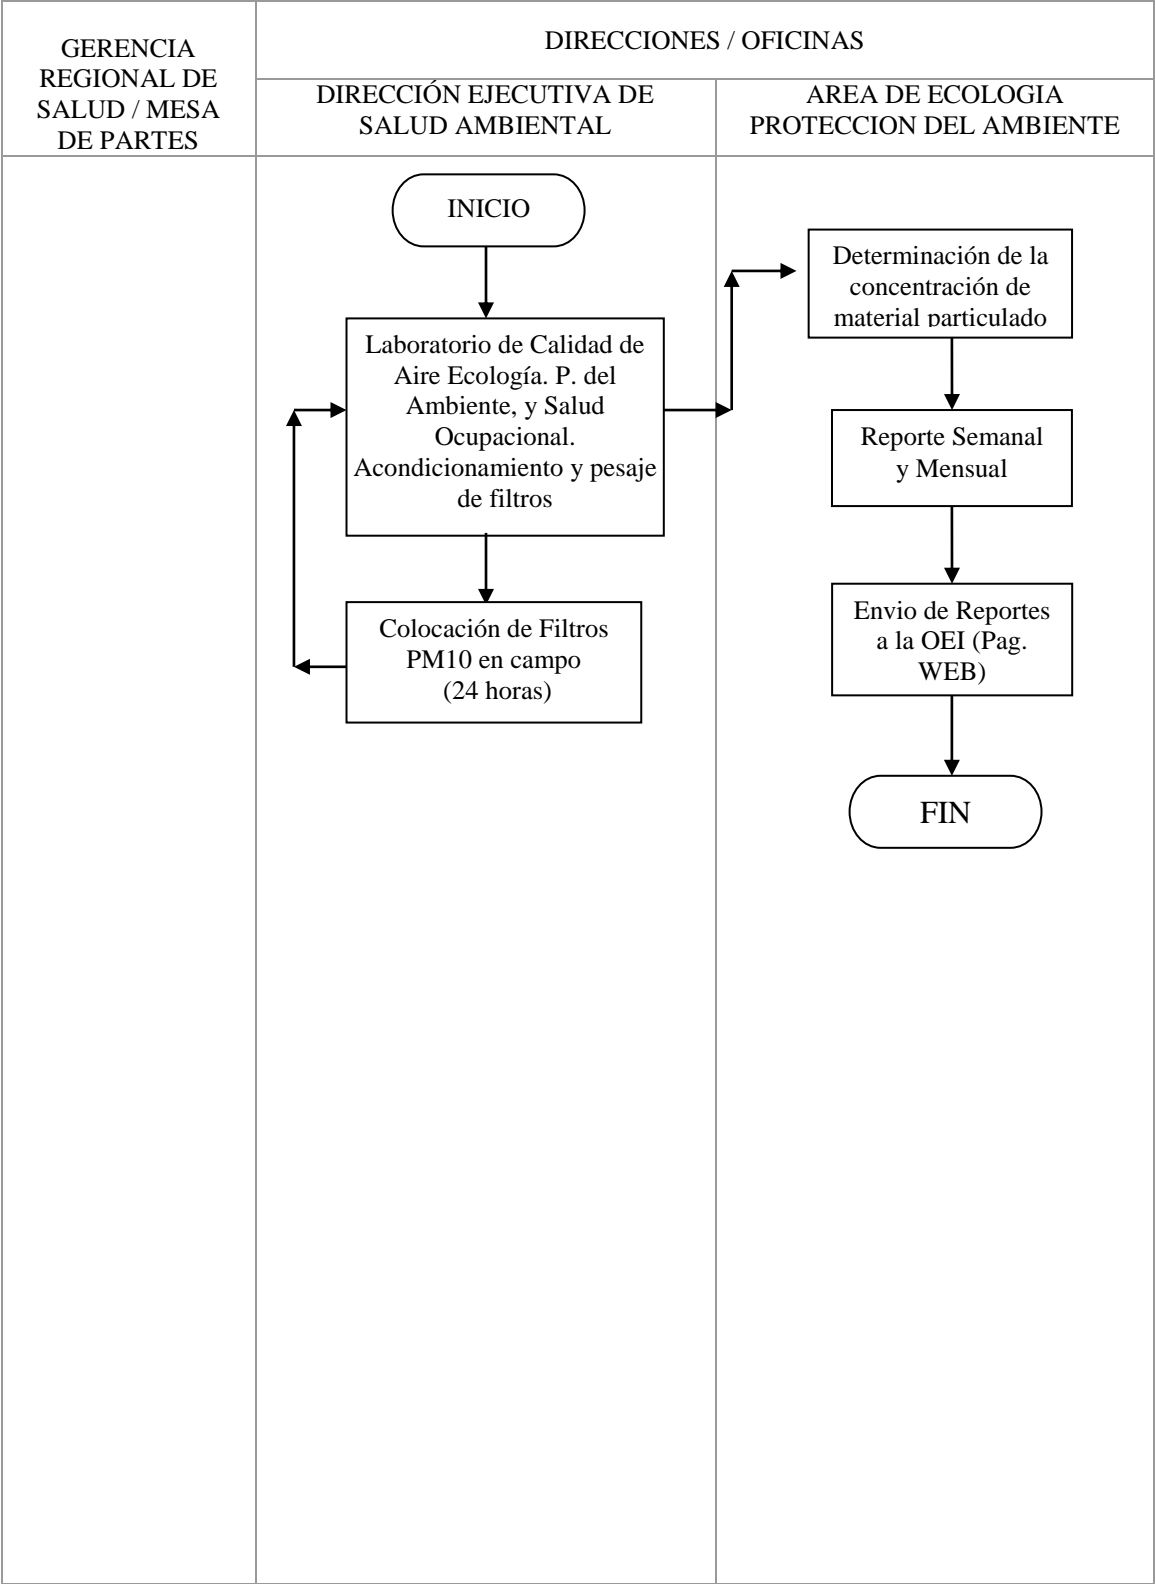 GERENCIA
REGIONAL DE
SALUD / MESA
DE PARTES
DIRECCIONES / OFICINAS
DIRECCIÓN EJECUTIVA DE
SALUD AMBIENTAL
AREA DE ECOLOGIA
PROTECCION DEL AMBIENTE
INICIO
Laboratorio de Calidad de
Aire Ecología. P. del
Ambiente, y Salud
Ocupacional.
Acondicionamiento y pesaje
de filtros
Colocación de Filtros
PM10 en campo
(24 horas)
Determinación de la
concentración de
material particulado
Reporte Semanal
y Mensual
Envio de Reportes
a la OEI (Pag.
WEB)
FIN